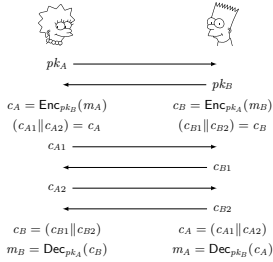 pk_A
pk_B
c_A = Enc_{pk_B}(m_A) c_B = Enc_{pk_A}(m_B)
(c_{A1}||c_{A2}) = c_A (c_{B1}||c_{B2}) = c_B
c_{A1}
c_{B1}
c_{A2}
c_{B2}
c_B = (c_{B1}||c_{B2}) c_A = (c_{A1}||c_{A2})
m_B = Dec_{pk_A}(c_B) m_A = Dec_{pk_B}(c_A)